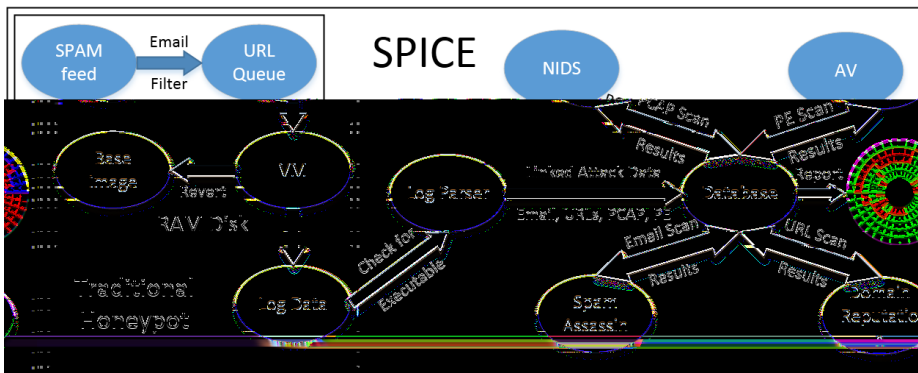 SPICE
SPAM
feed
Email
Filter
URL
Queue
NIDS
AV
PCAP Scan
Results
PE Scan
Results
Base
Image
Revert
RAM Disk
Log Parser
Linked Attack Data
Email, URLs, PCAP, PE
Database
Report
Check for
Executable
Email Scan
Results
URL Scan
Results
Traditional
Honeypot
Log Data
Spam
Assassin
Domain
Reputation